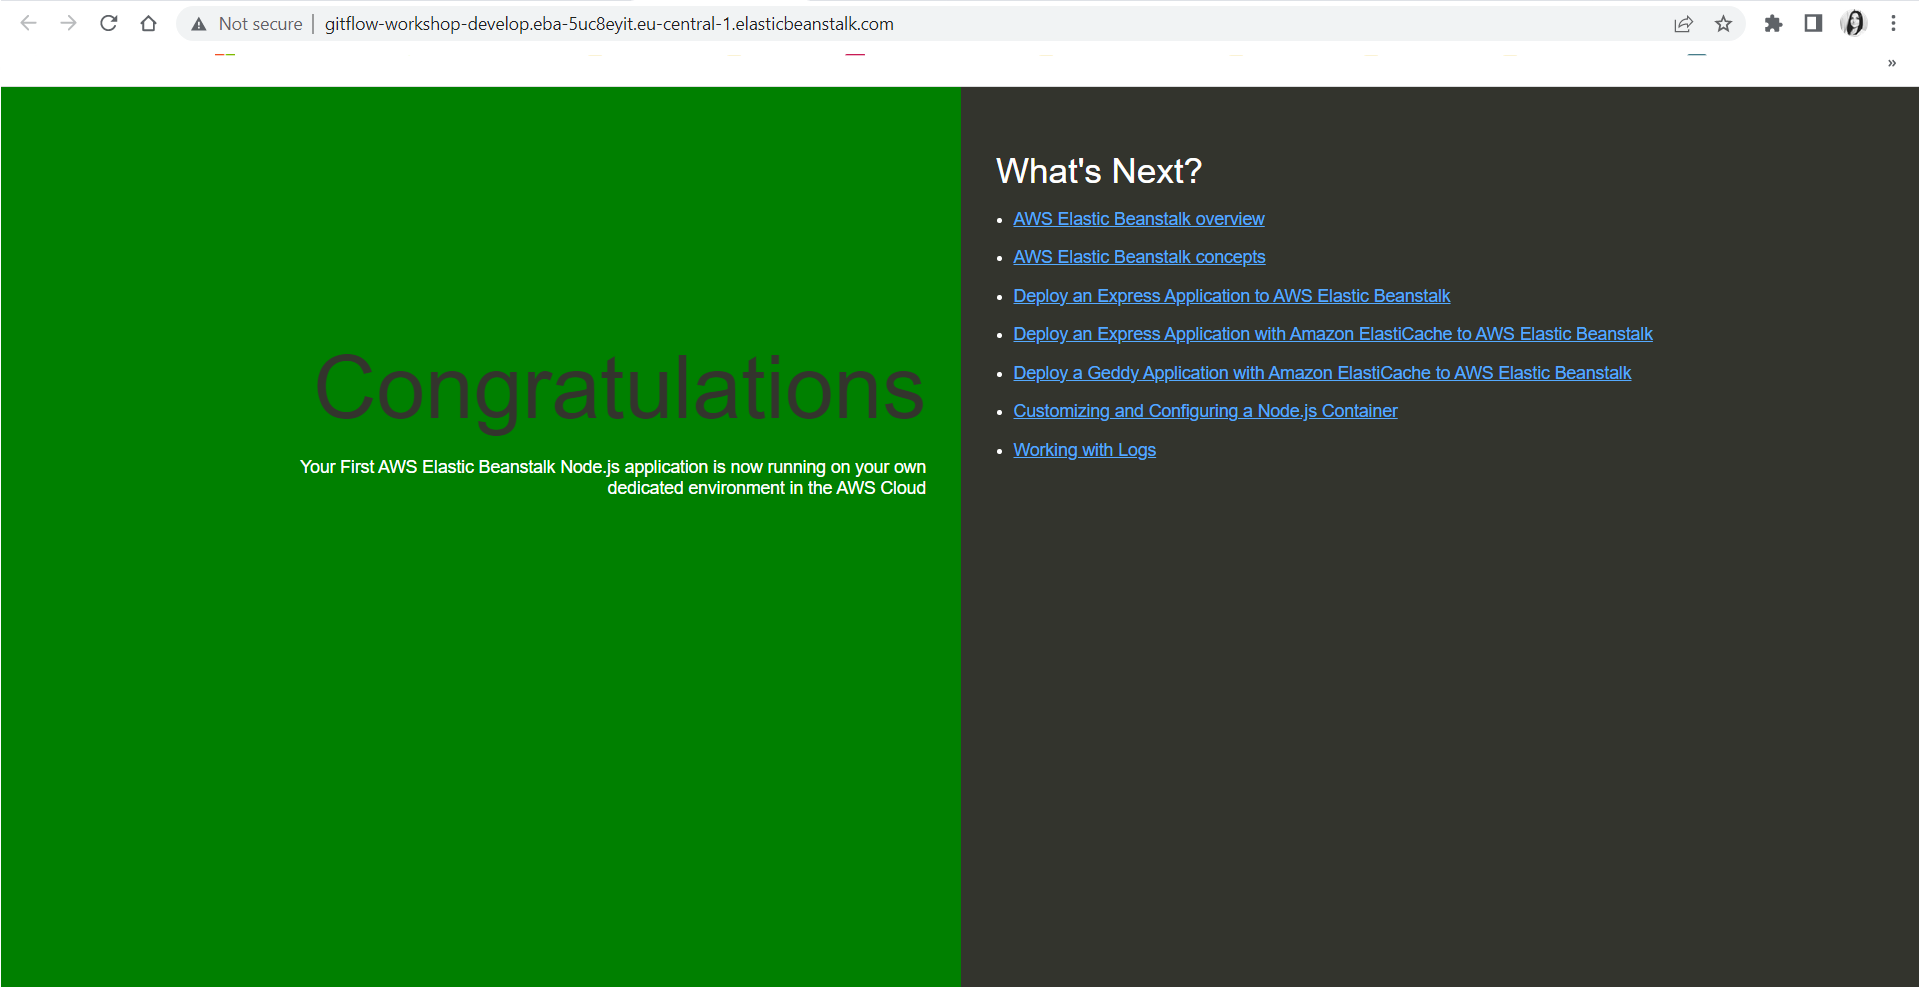 Not secure | gitflow-workshop-develop.eba-5uc8eyit.eu-central-1.elasticbeanstalk.com
»
Congratulations
Your First AWS Elastic Beanstalk Node.js application is now running on your own
dedicated environment in the AWS Cloud
What's Next?
AWS Elastic Beanstalk overview
AWS Elastic Beanstalk concepts
Deploy an Express Application to AWS Elastic Beanstalk
Deploy an Express Application with Amazon ElastiCache to AWS Elastic Beanstalk
Deploy a Geddy Application with Amazon ElastiCache to AWS Elastic Beanstalk
Customizing and Configuring a Node.js Container
Working with Logs